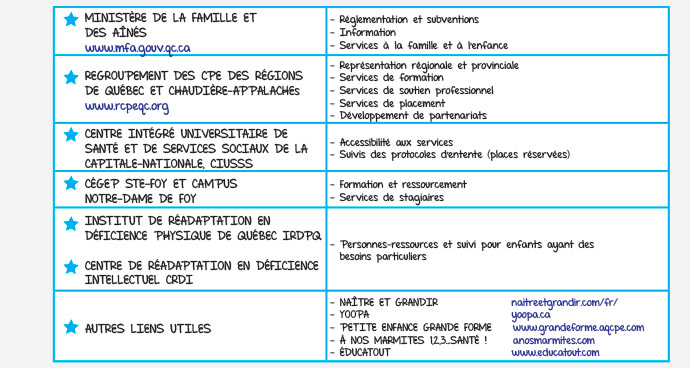 MINISTÈRE DE LA FAMILLE ET
DES AÎNÉS
www.mfa.gouv.qc.ca
- Réglementation et subventions
- Information
- Services à la famille et à l'enfance
REGROUPEMENT DES CPE DES RÉGIONS
DE QUÉBEC ET CHAUDIÈRE-APPALACHEs
www.rcpeqc.org
- Représentation régionale et provinciale
- Services de formation
- Services de soutien professionnel
- Services de placement
- Développement de partenariats
CENTRE INTÉGRÉ UNIVERSITAIRE DE
SANTÉ ET DE SERVICES SOCIAUX DE LA
CAPITALE-NATIONALE, CIUSSS
- Accessibilité aux services
- Suivis des protocoles d'entente (places réservées)
CÉGEP STE-FOY ET CAMPUS
NOTRE-DAME DE FOY
- Formation et ressourcement
- Services de stagiaires
INSTITUT DE RÉADAPTATION EN
DÉFICIENCE PHYSIQUE DE QUÉBEC IRDPQ
CENTRE DE RÉADAPTATION EN DÉFICIENCE
INTELLECTUEL CRDI
- Personnes-ressources et suivi pour enfants ayant des
besoins particuliers
AUTRES LIENS UTILES
- NAÎTRE ET GRANDIR naitreetgrandir.com/fr/
- YOOPA yoopa.ca
- PETITE ENFANCE GRANDE FORME www.grandeforme.aqcpe.com
- À NOS MARMITES 1,2,3...SANTÉ ! anosmarmites.com
- ÉDUCATOUT www.educatout.com